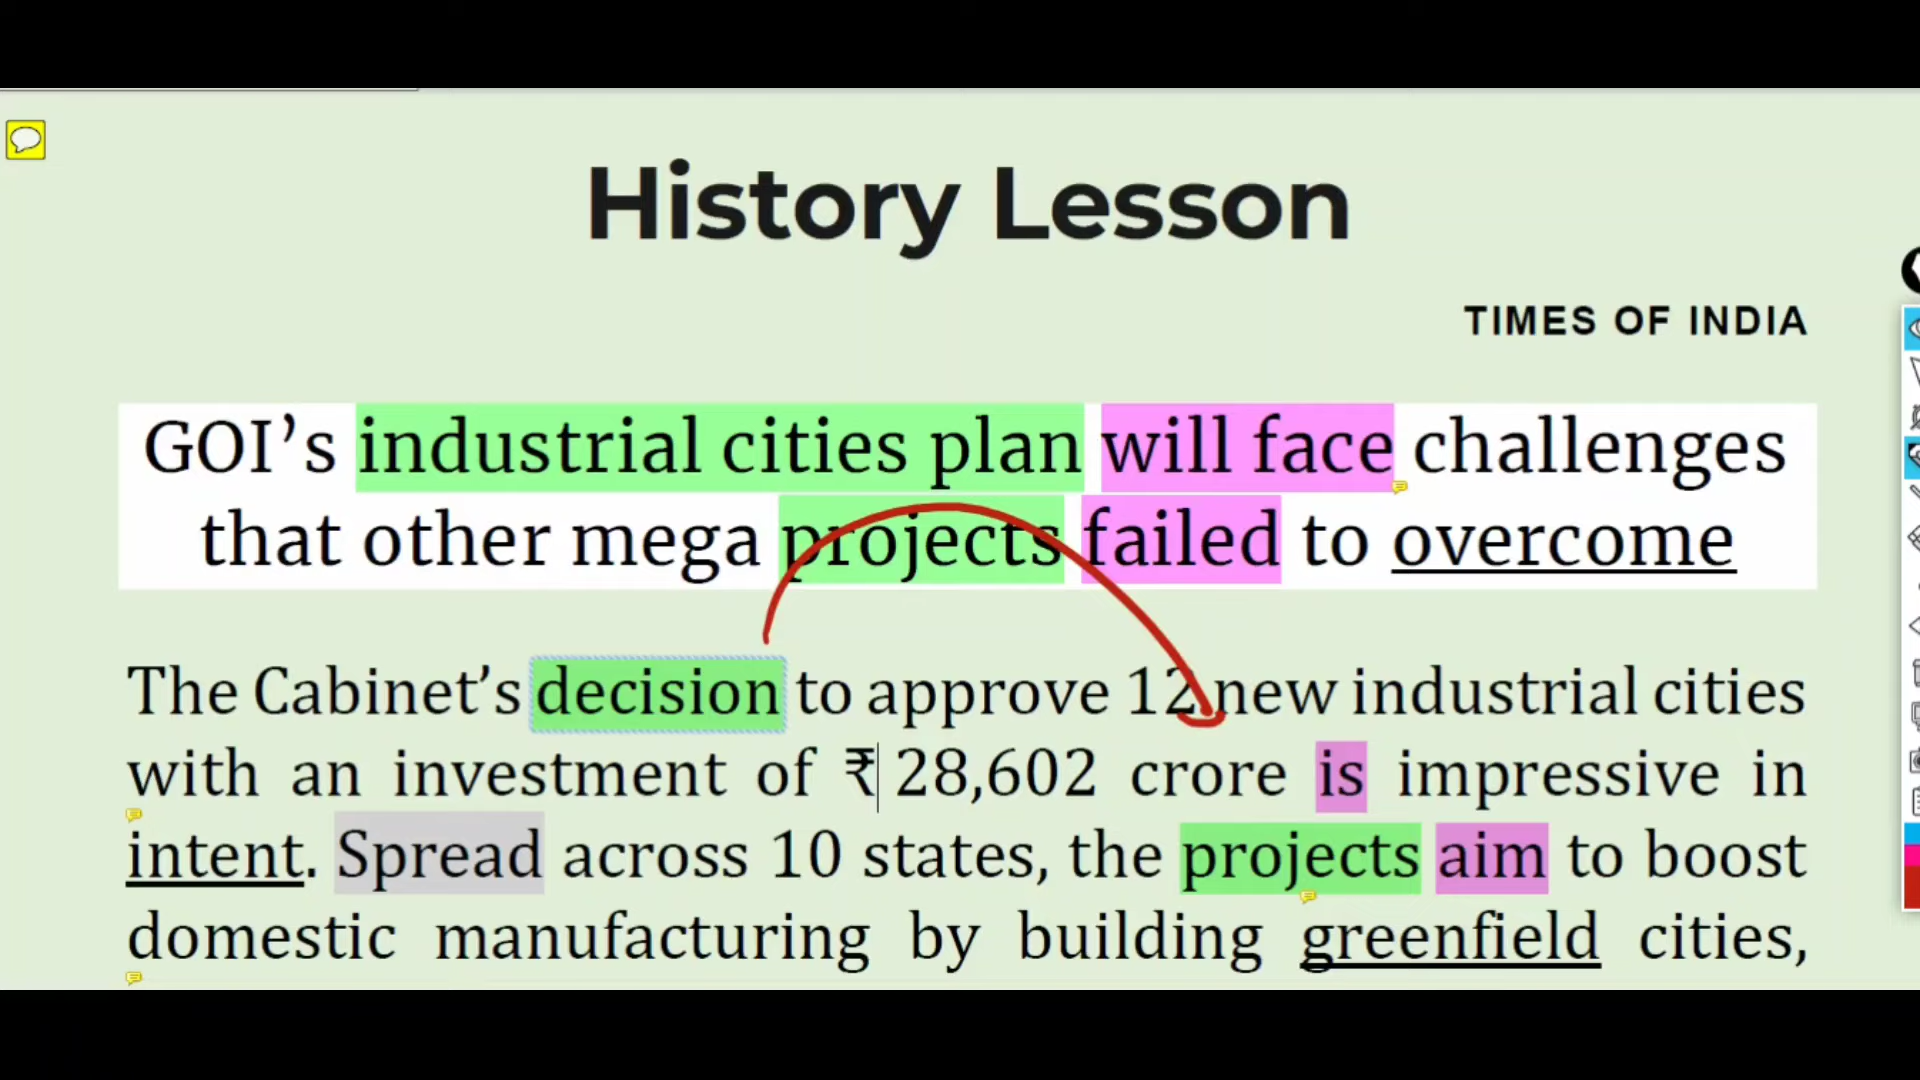 History Lesson
TIMES OF INDIA
GOI’s industrial cities plan will face challenges
that other mega projects failed to overcome
The Cabinet’s decision to approve 12 new industrial cities
with an investment of ₹ 28,602 crore is impressive in
intent. Spread across 10 states, the projects aim to boost
domestic manufacturing by building greenfield cities,